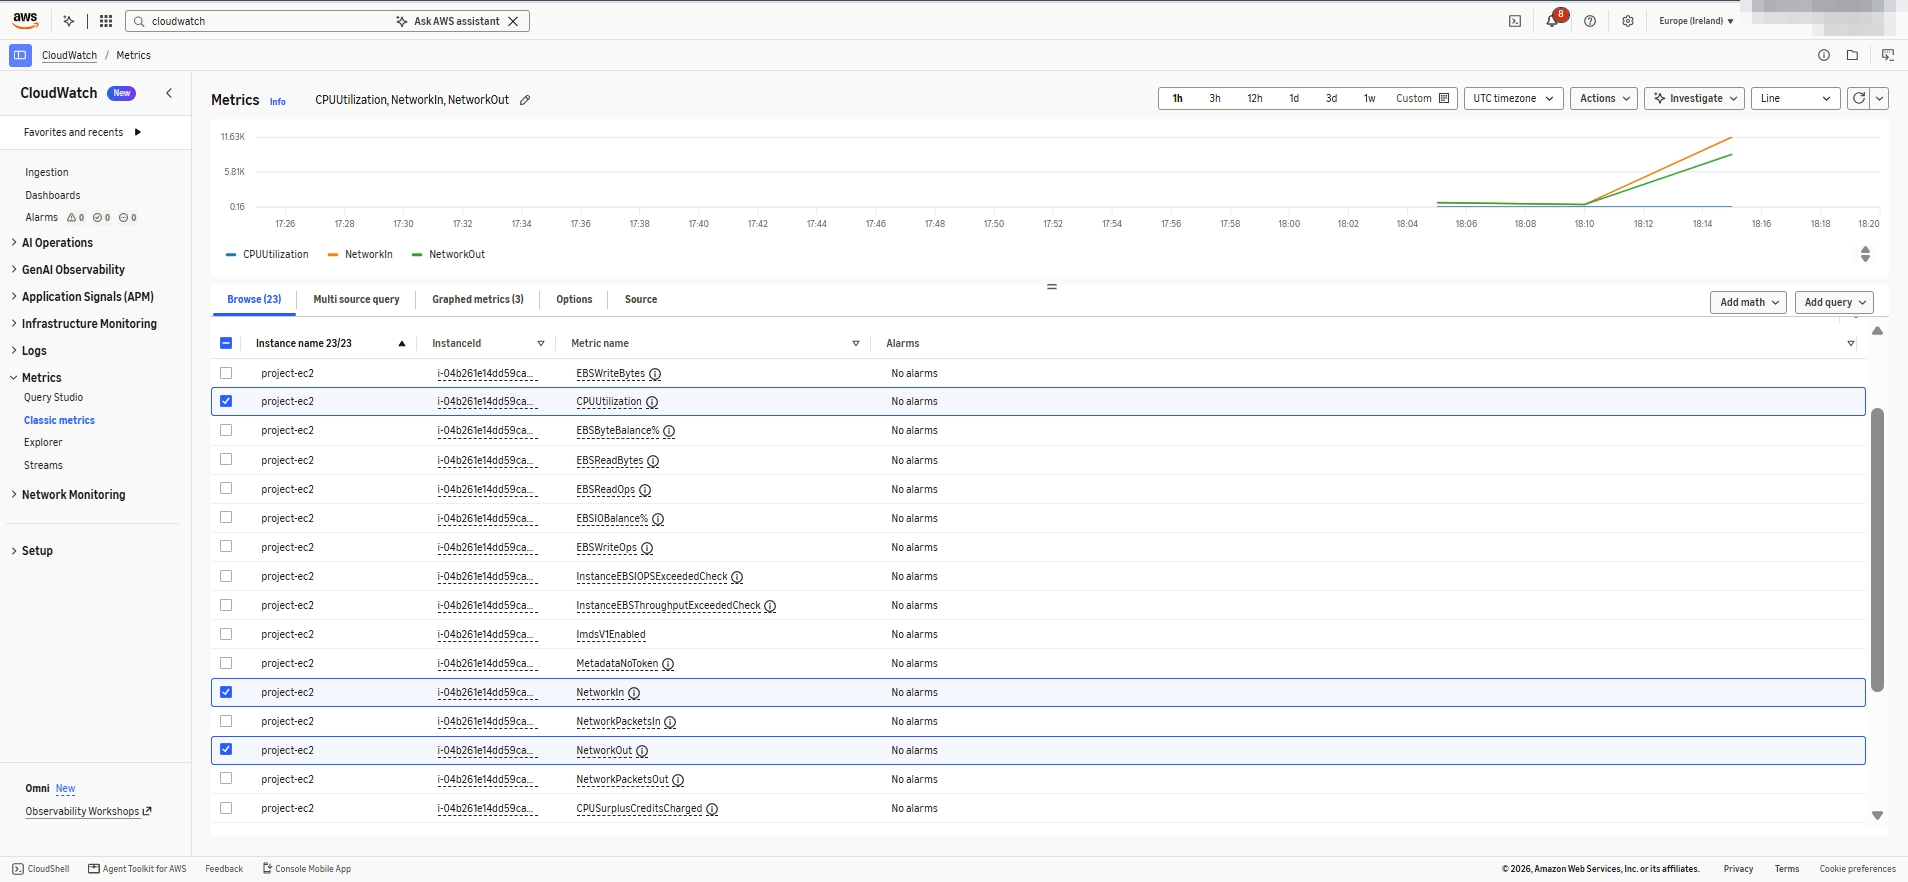 aws
cloudwatch Ask AWS assistant
8
Europe (Ireland)
CloudWatch / Metrics
CloudWatch New
Favorites and recents
Ingestion
Dashboards
Alarms 0 0 0
AI Operations
GenAI Observability
Application Signals (APM)
Infrastructure Monitoring
Logs
Metrics
Query Studio
Classic metrics
Explorer
Streams
Network Monitoring
Setup
Omni New
Observability Workshops
Metrics Info CPUUtilization, NetworkIn, NetworkOut
1h 3h 12h 1d 3d 1w Custom UTC timezone Actions Investigate Line
11.63K
5.81K
0.16
17:26 17:28 17:30 17:32 17:34 17:36 17:38 17:40 17:42 17:44 17:46 17:48 17:50 17:52 17:54 17:56 17:58 18:00 18:02 18:04 18:06 18:08 18:10 18:12 18:14 18:16 18:18 18:20
CPUUtilization NetworkIn NetworkOut
Browse (23) Multi source query Graphed metrics (3) Options Source Add math Add query
Instance name 23/23 InstanceId Metric name Alarms
project-ec2 i-04b261e14dd59ca... EBSWriteBytes No alarms
project-ec2 i-04b261e14dd59ca... CPUUtilization No alarms
project-ec2 i-04b261e14dd59ca... EBSByteBalance% No alarms
project-ec2 i-04b261e14dd59ca... EBSReadBytes No alarms
project-ec2 i-04b261e14dd59ca... EBSReadOps No alarms
project-ec2 i-04b261e14dd59ca... EBSIOBalance% No alarms
project-ec2 i-04b261e14dd59ca... EBSWriteOps No alarms
project-ec2 i-04b261e14dd59ca... InstanceEBSIOPSExceededCheck No alarms
project-ec2 i-04b261e14dd59ca... InstanceEBSThroughputExceededCheck No alarms
project-ec2 i-04b261e14dd59ca... ImdsV1Enabled No alarms
project-ec2 i-04b261e14dd59ca... MetadataNoToken No alarms
project-ec2 i-04b261e14dd59ca... NetworkIn No alarms
project-ec2 i-04b261e14dd59ca... NetworkPacketsIn No alarms
project-ec2 i-04b261e14dd59ca... NetworkOut No alarms
project-ec2 i-04b261e14dd59ca... NetworkPacketsOut No alarms
project-ec2 i-04b261e14dd59ca... CPUSurplusCreditsCharged No alarms
CloudShell Agent Toolkit for AWS Feedback Console Mobile App © 2026, Amazon Web Services, Inc. or its affiliates. Privacy Terms Cookie preferences